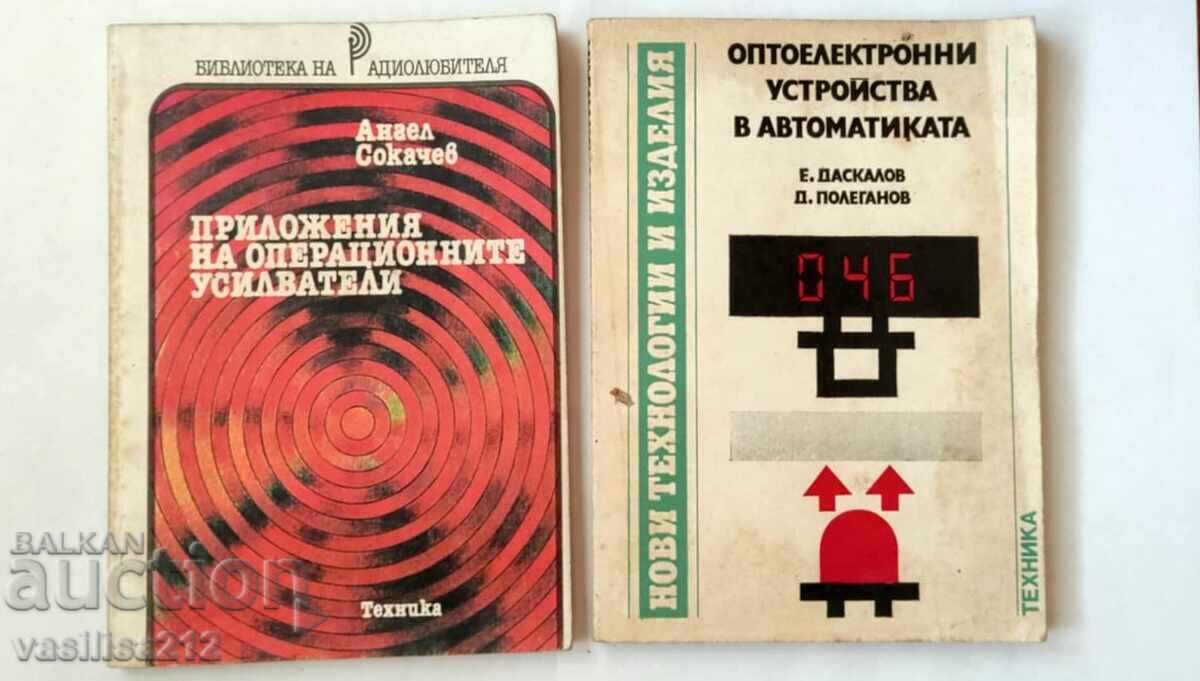 БИБЛИОТЕКА НА РАДИОЛЮБИТЕЛЯ
Ангел
Сокачев
ПРИЛОЖЕНИЯ
НА ОПЕРАЦИОННИТЕ
УСИЛВАТЕЛИ
Техника
НОВИ ТЕХНОЛОГИИ И ИЗДЕЛИЯ
ОПТОЕЛЕКТРОННИ
УСТРОЙСТВА
В АВТОМАТИКАТА
Е. ДАСКАЛОВ
Д. ПОЛЕГАНОВ
046
ТЕХНИКА
BALKAN
auction
vasilisa212